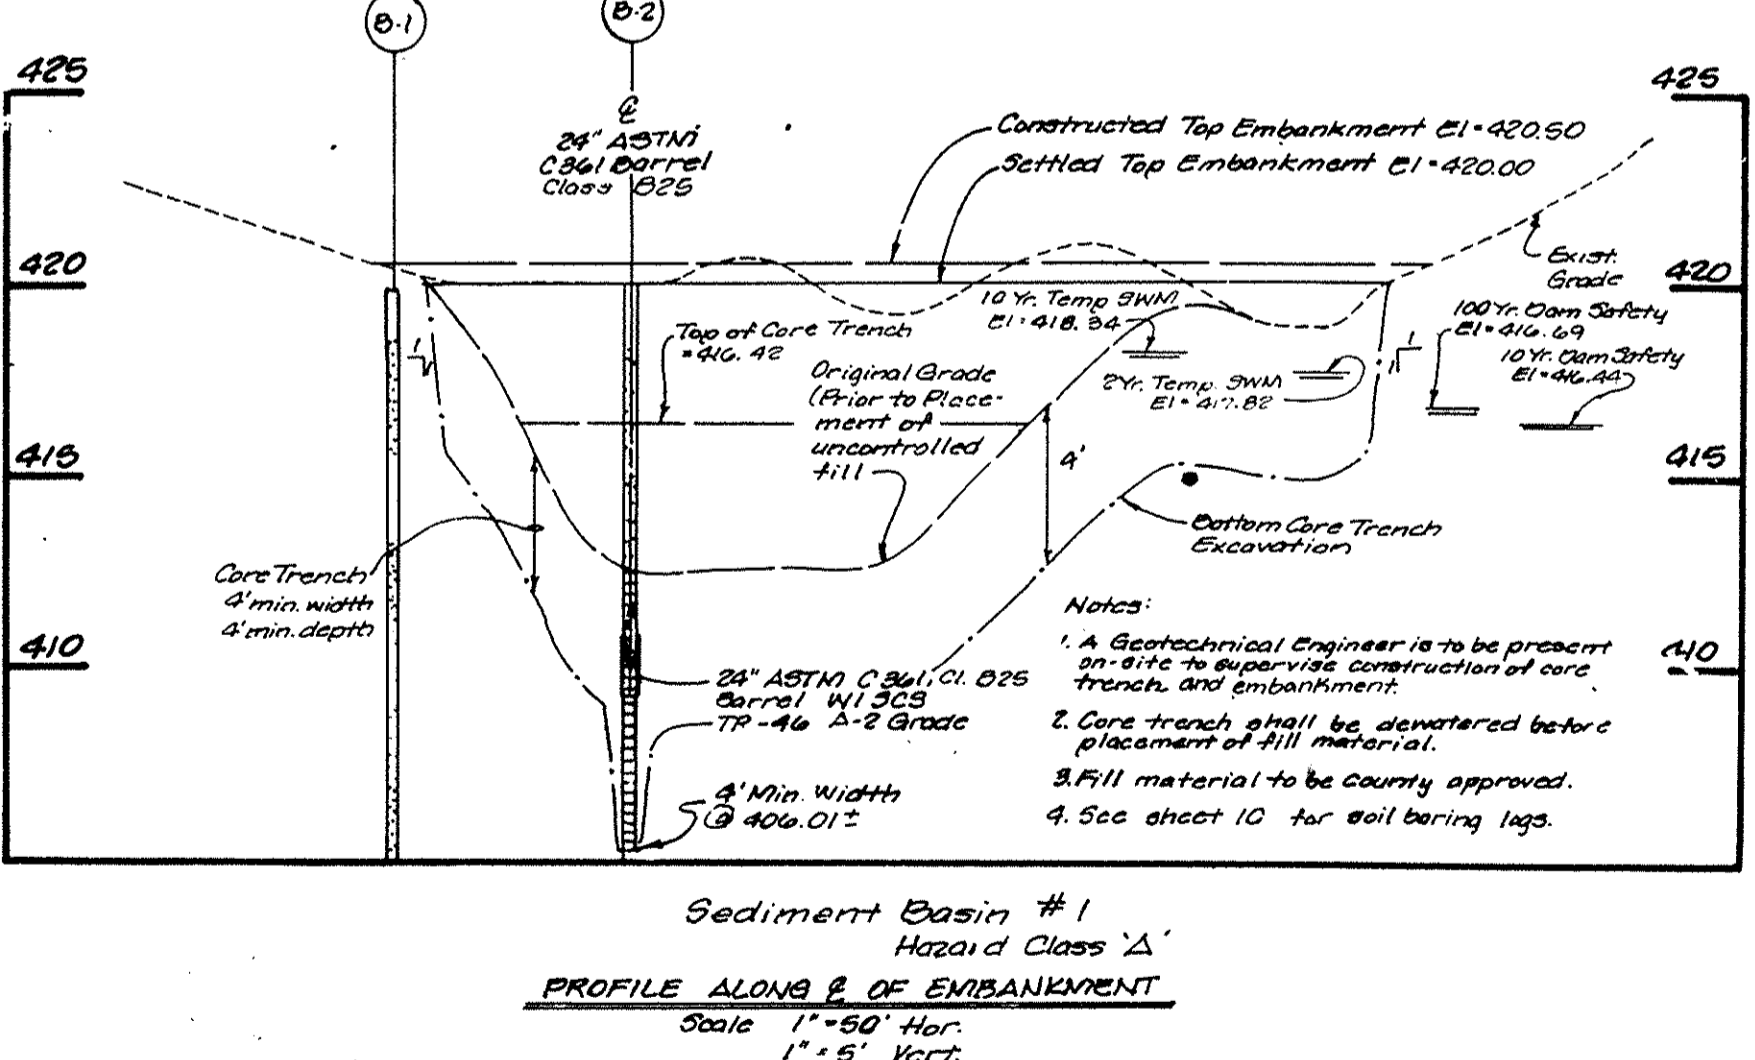 B-1
B-2
425
425
℄
24" ASTM
C361 Barrel
Class B25
Constructed Top Embankment El=420.50
Settled Top Embankment El=420.00
420
420
Exist.
Grade
10 Yr. Temp SWM
El=418.34
100 Yr. Dam Safety
El=416.69
Top of Core Trench
=416.42
10 Yr. Dam Safety
El=416.44
Original Grade
(Prior to Place-
ment of
uncontrolled
fill
2 Yr. Temp. SWM
El=417.82
1
1
1
415
415
4'
Bottom Core Trench
Excavation
Core Trench
4' min. width
4' min. depth
410
410
24" ASTM C361, Cl. B25
Barrel W/ SCS
TR-46 A-2 Grade
4' Min. Width
@ 406.01±
Notes:
1. A Geotechnical Engineer is to be present
on-site to supervise construction of core
trench and embankment.
2. Core trench shall be dewatered before
placement of fill material.
3. Fill material to be county approved.
4. See sheet 10 for soil boring logs.
Sediment Basin #1
Hazard Class 'A'
PROFILE ALONG ℄ OF EMBANKMENT
Scale 1"=50' Hor.
1"=5' Vert.